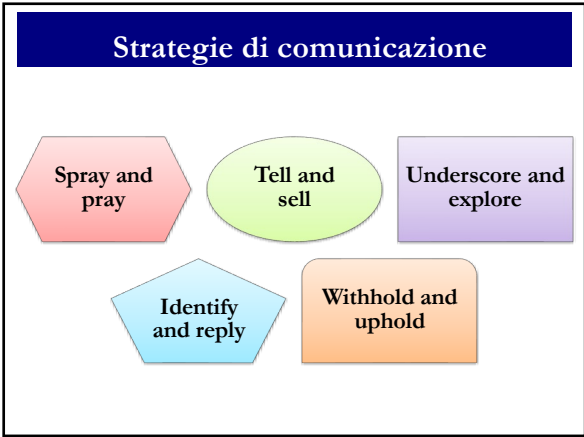 Strategie di comunicazione
Spray and
pray
Tell and
sell
Underscore and
explore
Identify
and reply
Withhold and
uphold